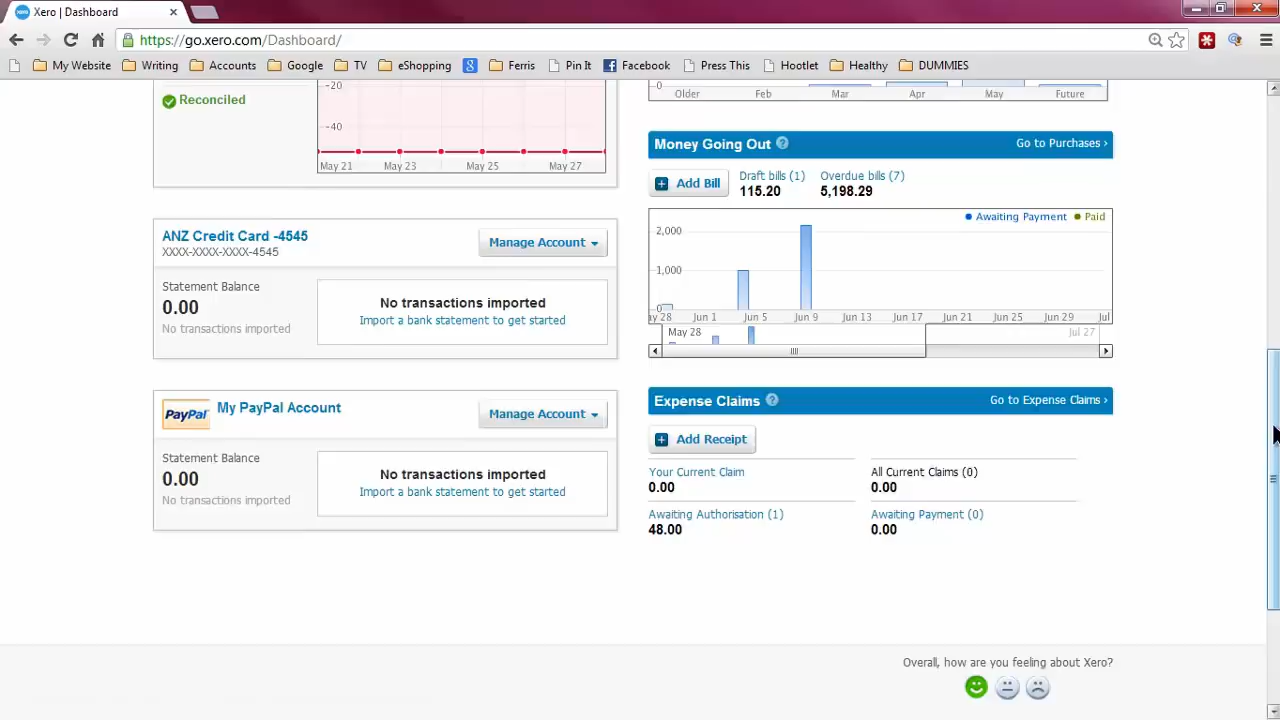 Xero | Dashboard
https://go.xero.com/Dashboard/
My Website Writing Accounts Google TV eShopping Ferris Pin It Facebook Press This Hootlet Healthy DUMMIES
Reconciled
-20
-40
May 21 May 23 May 25 May 27
ANZ Credit Card -4545
XXXX-XXXX-XXXX-4545
Manage Account
Statement Balance
0.00
No transactions imported
No transactions imported
Import a bank statement to get started
PayPal
My PayPal Account
Manage Account
Statement Balance
0.00
No transactions imported
No transactions imported
Import a bank statement to get started
0
Older Feb Mar Apr May Future
Money Going Out ?
Go to Purchases ›
Add Bill
Draft bills (1)
115.20
Overdue bills (7)
5,198.29
Awaiting Payment Paid
2,000
1,000
0
ay 28 Jun 1 Jun 5 Jun 9 Jun 13 Jun 17 Jun 21 Jun 25 Jun 29 Jul
May 28 Jul 27
Expense Claims ?
Go to Expense Claims ›
Add Receipt
Your Current Claim
0.00
All Current Claims (0)
0.00
Awaiting Authorisation (1)
48.00
Awaiting Payment (0)
0.00
Overall, how are you feeling about Xero?